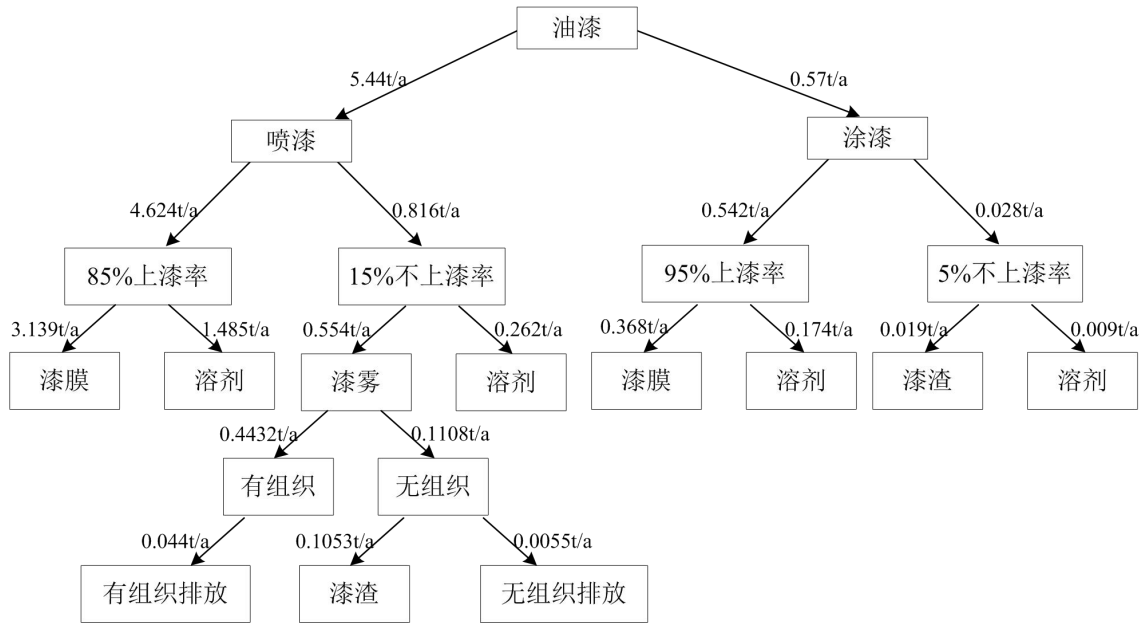 油漆
5.44t/a
0.57t/a
喷漆
涂漆
4.624t/a
0.816t/a
0.542t/a
0.028t/a
85%上漆率
15%不上漆率
95%上漆率
5%不上漆率
3.139t/a
1.485t/a
0.554t/a
0.262t/a
0.368t/a
0.174t/a
0.019t/a
0.009t/a
漆膜
溶剂
漆雾
溶剂
漆膜
溶剂
漆渣
溶剂
0.4432t/a
0.1108t/a
有组织
无组织
0.044t/a
0.1053t/a
0.0055t/a
有组织排放
漆渣
无组织排放